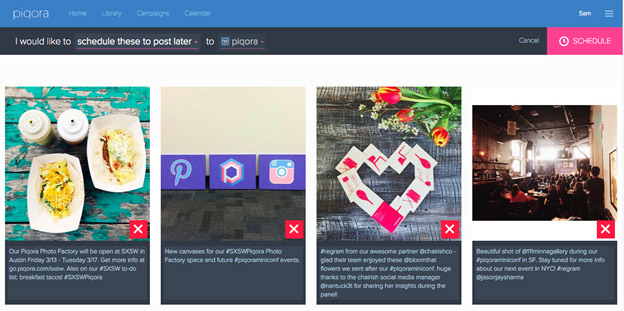 piqora Home Library Campaigns Calendar Sam
I would like to schedule these to post later to piqora Cancel SCHEDULE
Our Piqora Photo Factory will be open at SXSW in
Austin Friday 3/13 - Tuesday 3/17. Get more info at
go.piqora.com/sxsw. Also on our #SXSW to-do
list: breakfast tacos! #SXSWPiqora
New canvases for our #SXSWPiqora Photo
Factory space and future #piqoraminiconf events.
#regram from our awesome partner @chairishco -
glad their team enjoyed these @bloomthat
flowers we sent after our #piqoraminiconf. huge
thanks to the chairish social media manager
@nantuck3t for sharing her insights during the
panel!
Beautiful shot of @111minnagallery during our
#piqoraminiconf in SF. Stay tuned for more info
about our next event in NYC! #regram
@jasonjaysharma